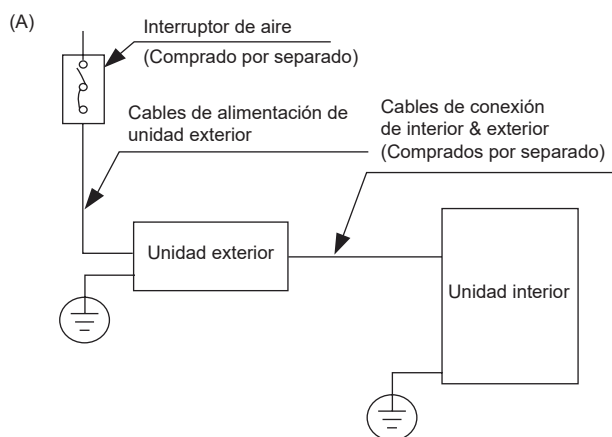 (A)
Interruptor de aire
(Comprado por separado)
Cables de alimentación de
unidad exterior
Cables de conexión
de interior & exterior
(Comprados por separado)
Unidad exterior
Unidad interior